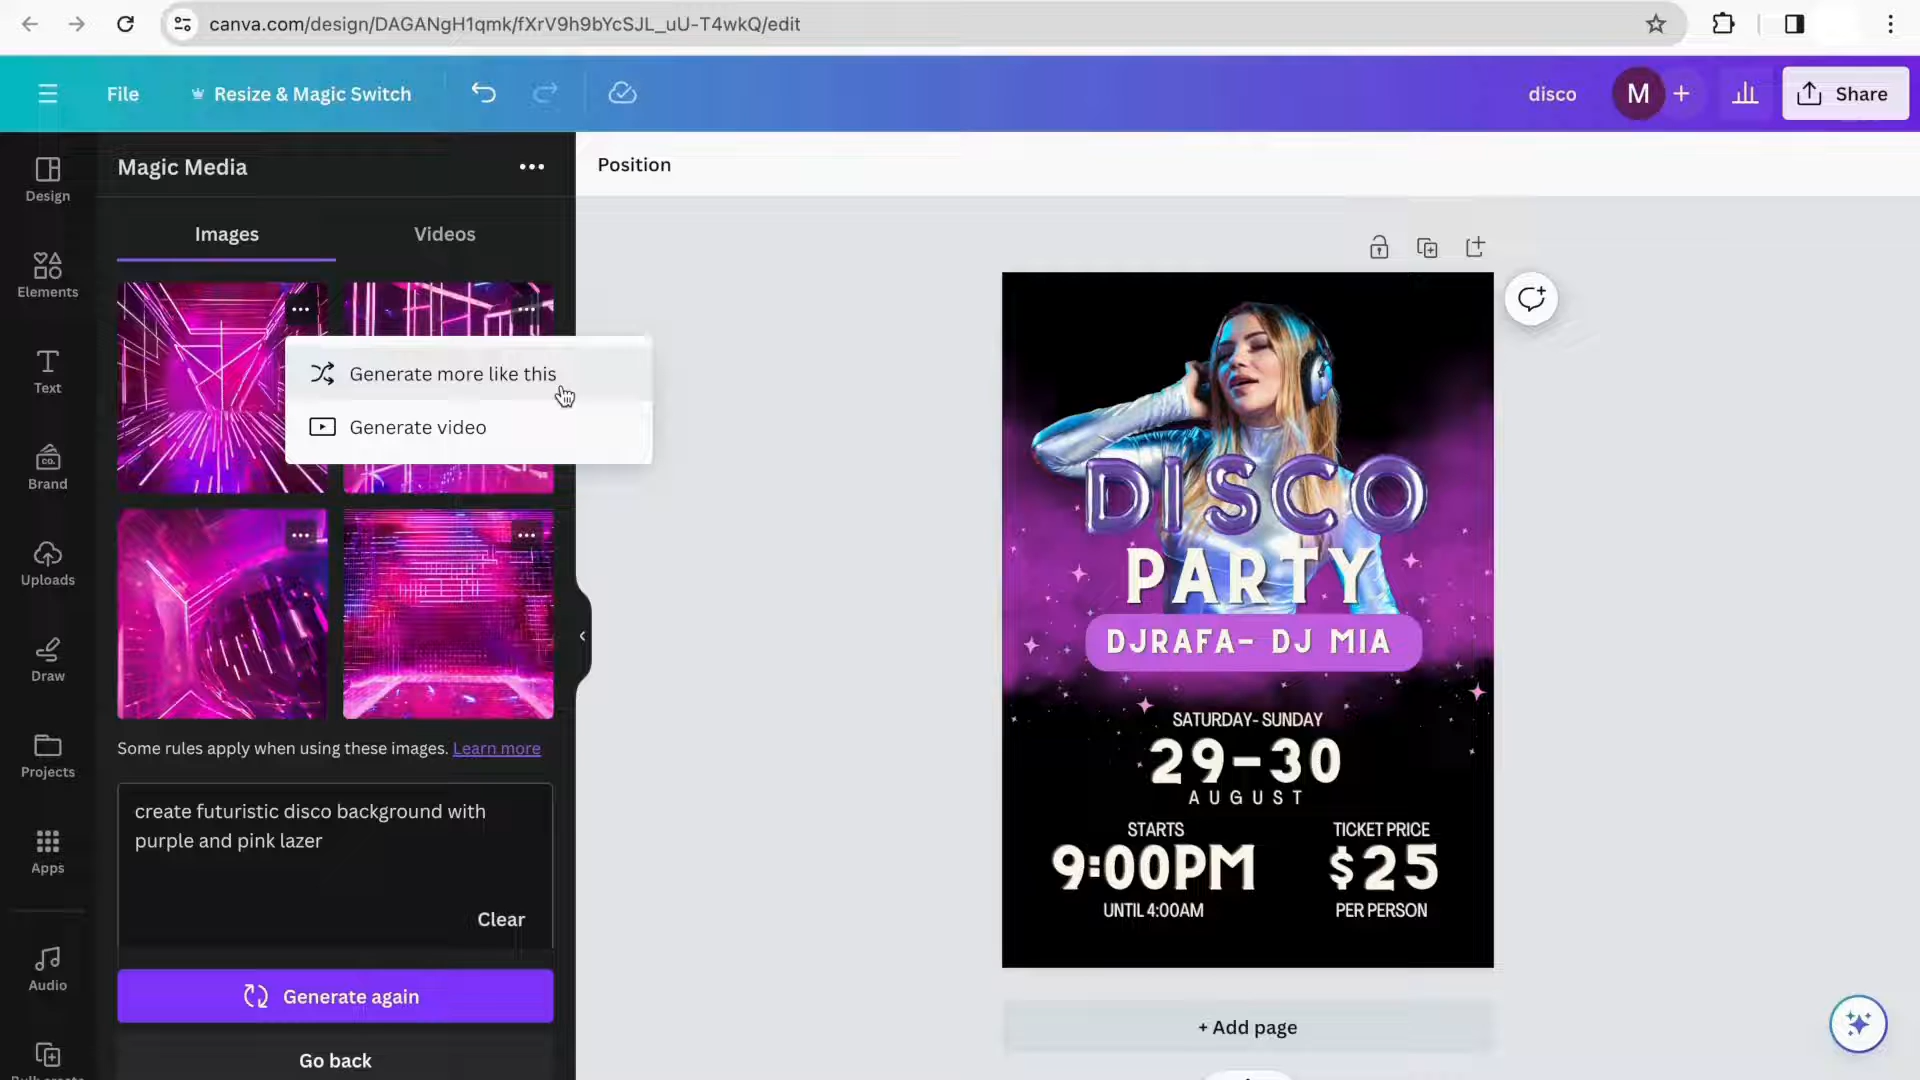 canva.com/design/DAGANgH1qmk/fXrV9h9bYcSJL_uU-T4wkQ/edit
File
Resize & Magic Switch
disco
M
+
Share
Design
Elements
Text
CO.
Brand
Uploads
Draw
Projects
Apps
Audio
Magic Media
Images
Videos
Generate more like this
Generate video
Some rules apply when using these images. Learn more
create futuristic disco background with
purple and pink lazer
Clear
Generate again
Go back
Position
DISCO
PARTY
DJRAFA- DJ MIA
SATURDAY- SUNDAY
29-30
AUGUST
STARTS
9:00PM
UNTIL 4:00AM
TICKET PRICE
$25
PER PERSON
+ Add page